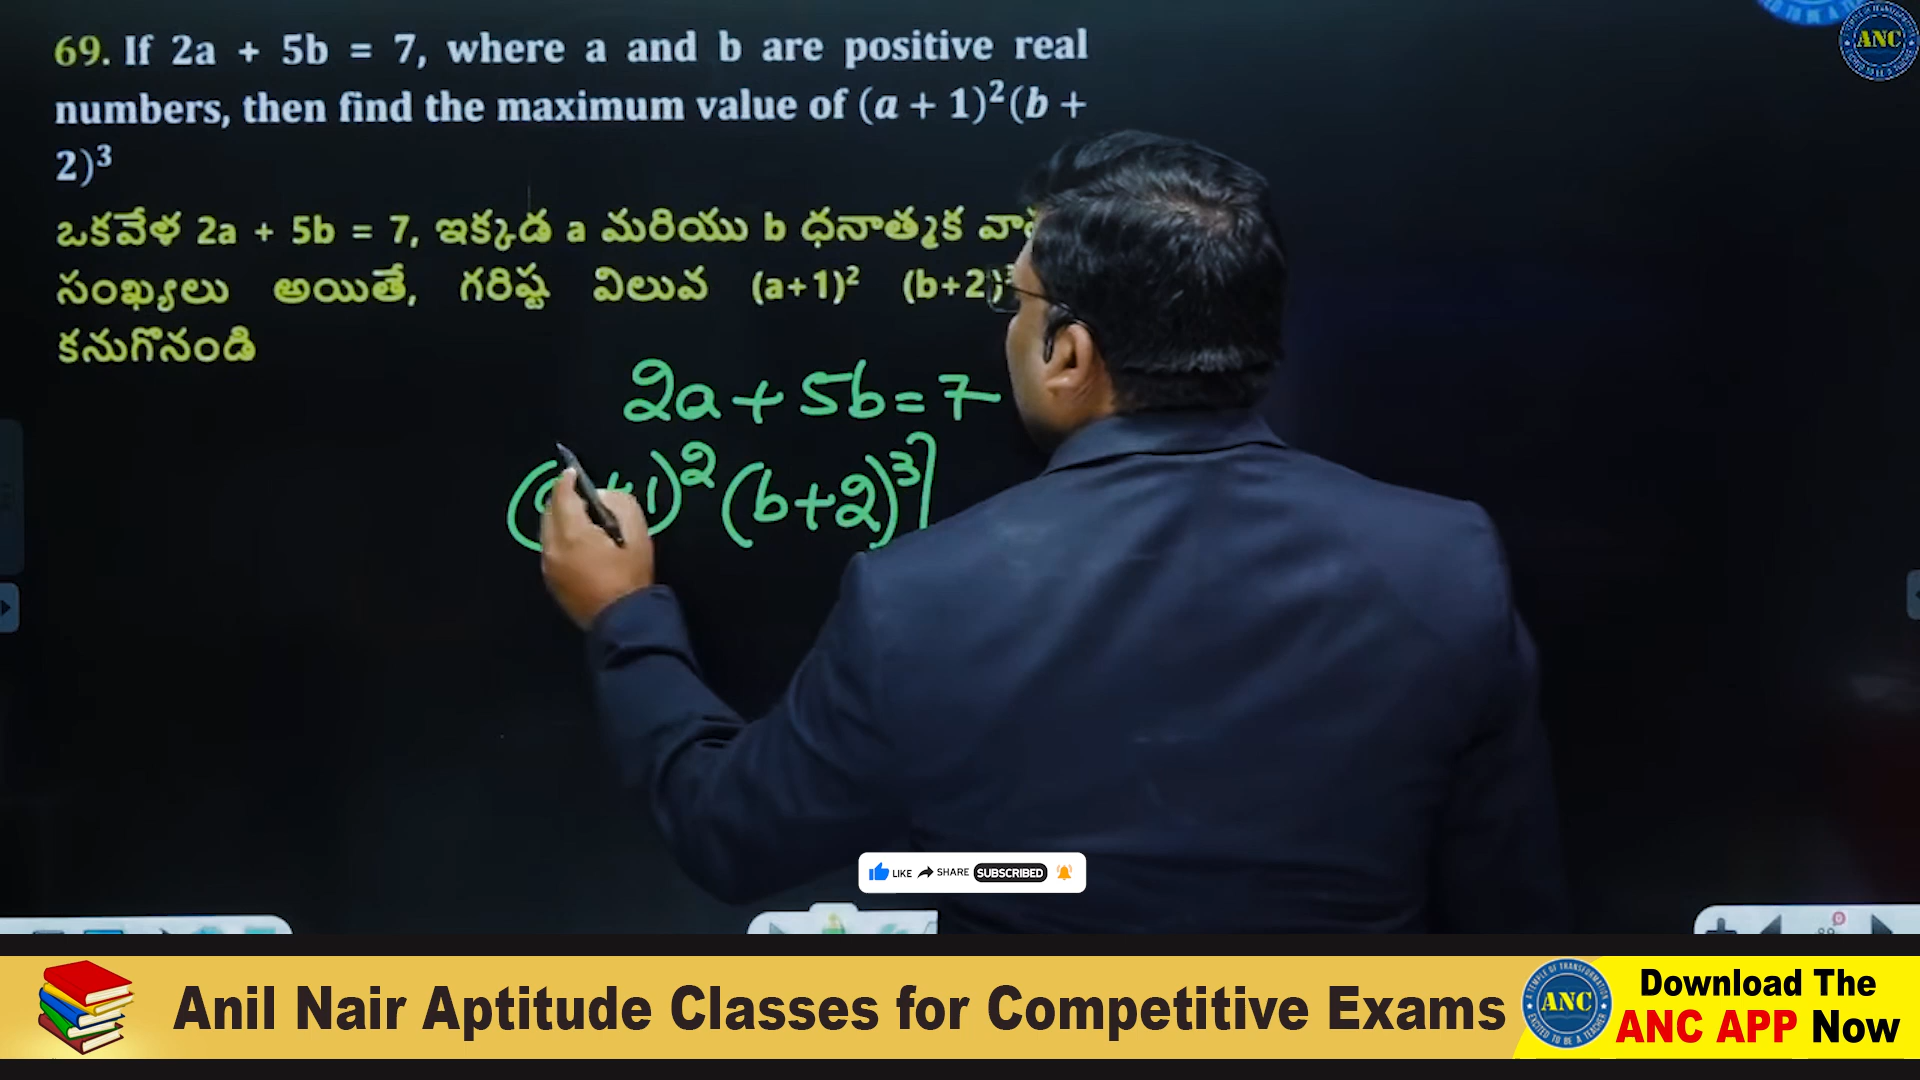 69. If 2a + 5b = 7, where a and b are positive real
numbers, then find the maximum value of (a + 1)²(b +
2)³
ఒకవేళ 2a + 5b = 7, ఇక్కడ a మరియు b ధనాత్మక
సంఖ్యలు అయితే, గరిష్ట విలువ (a+1)² (b+2)
కనుగొనండి
2a + 5b = 7
+1)² (b+2)³
LIKE SHARE SUBSCRIBED
Anil Nair Aptitude Classes for Competitive Exams
ANC
Download The
ANC APP Now
ANC